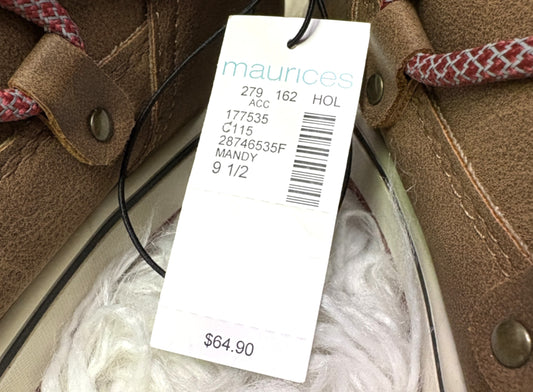 maurices
279 162 HOL
ACC
177535
C115
28746535F
MANDY
9 1/2
$64.90